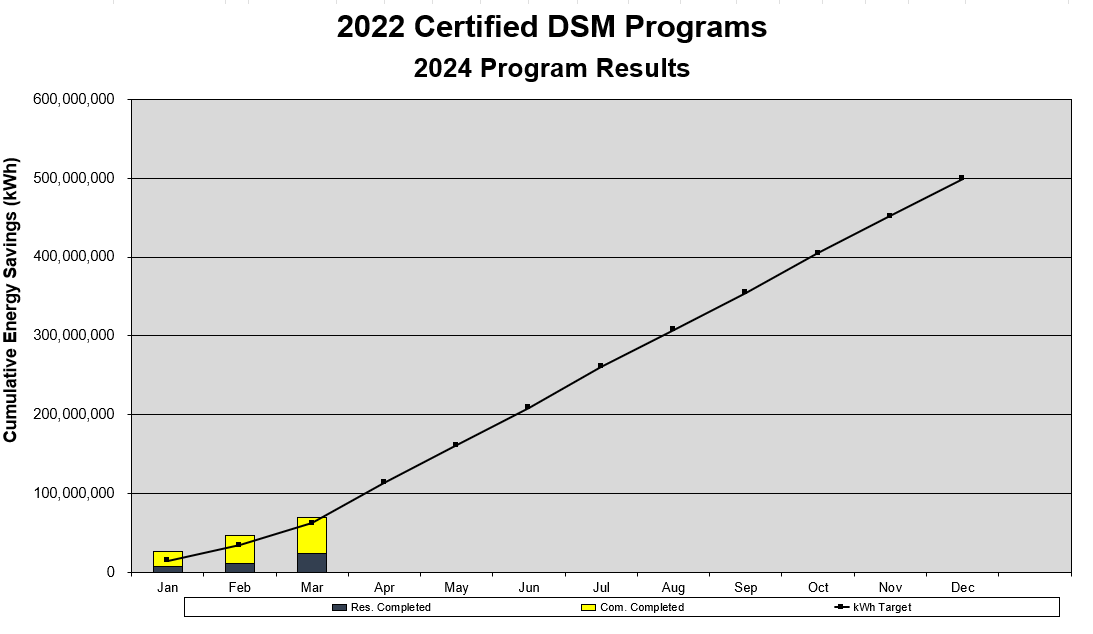 2022 Certified DSM Programs
2024 Program Results
Cumulative Energy Savings (kWh)
600,000,000
500,000,000
400,000,000
300,000,000
200,000,000
100,000,000
0
Jan Feb Mar Apr May Jun Jul Aug Sep Oct Nov Dec
Res. Completed Com. Completed kWh Target